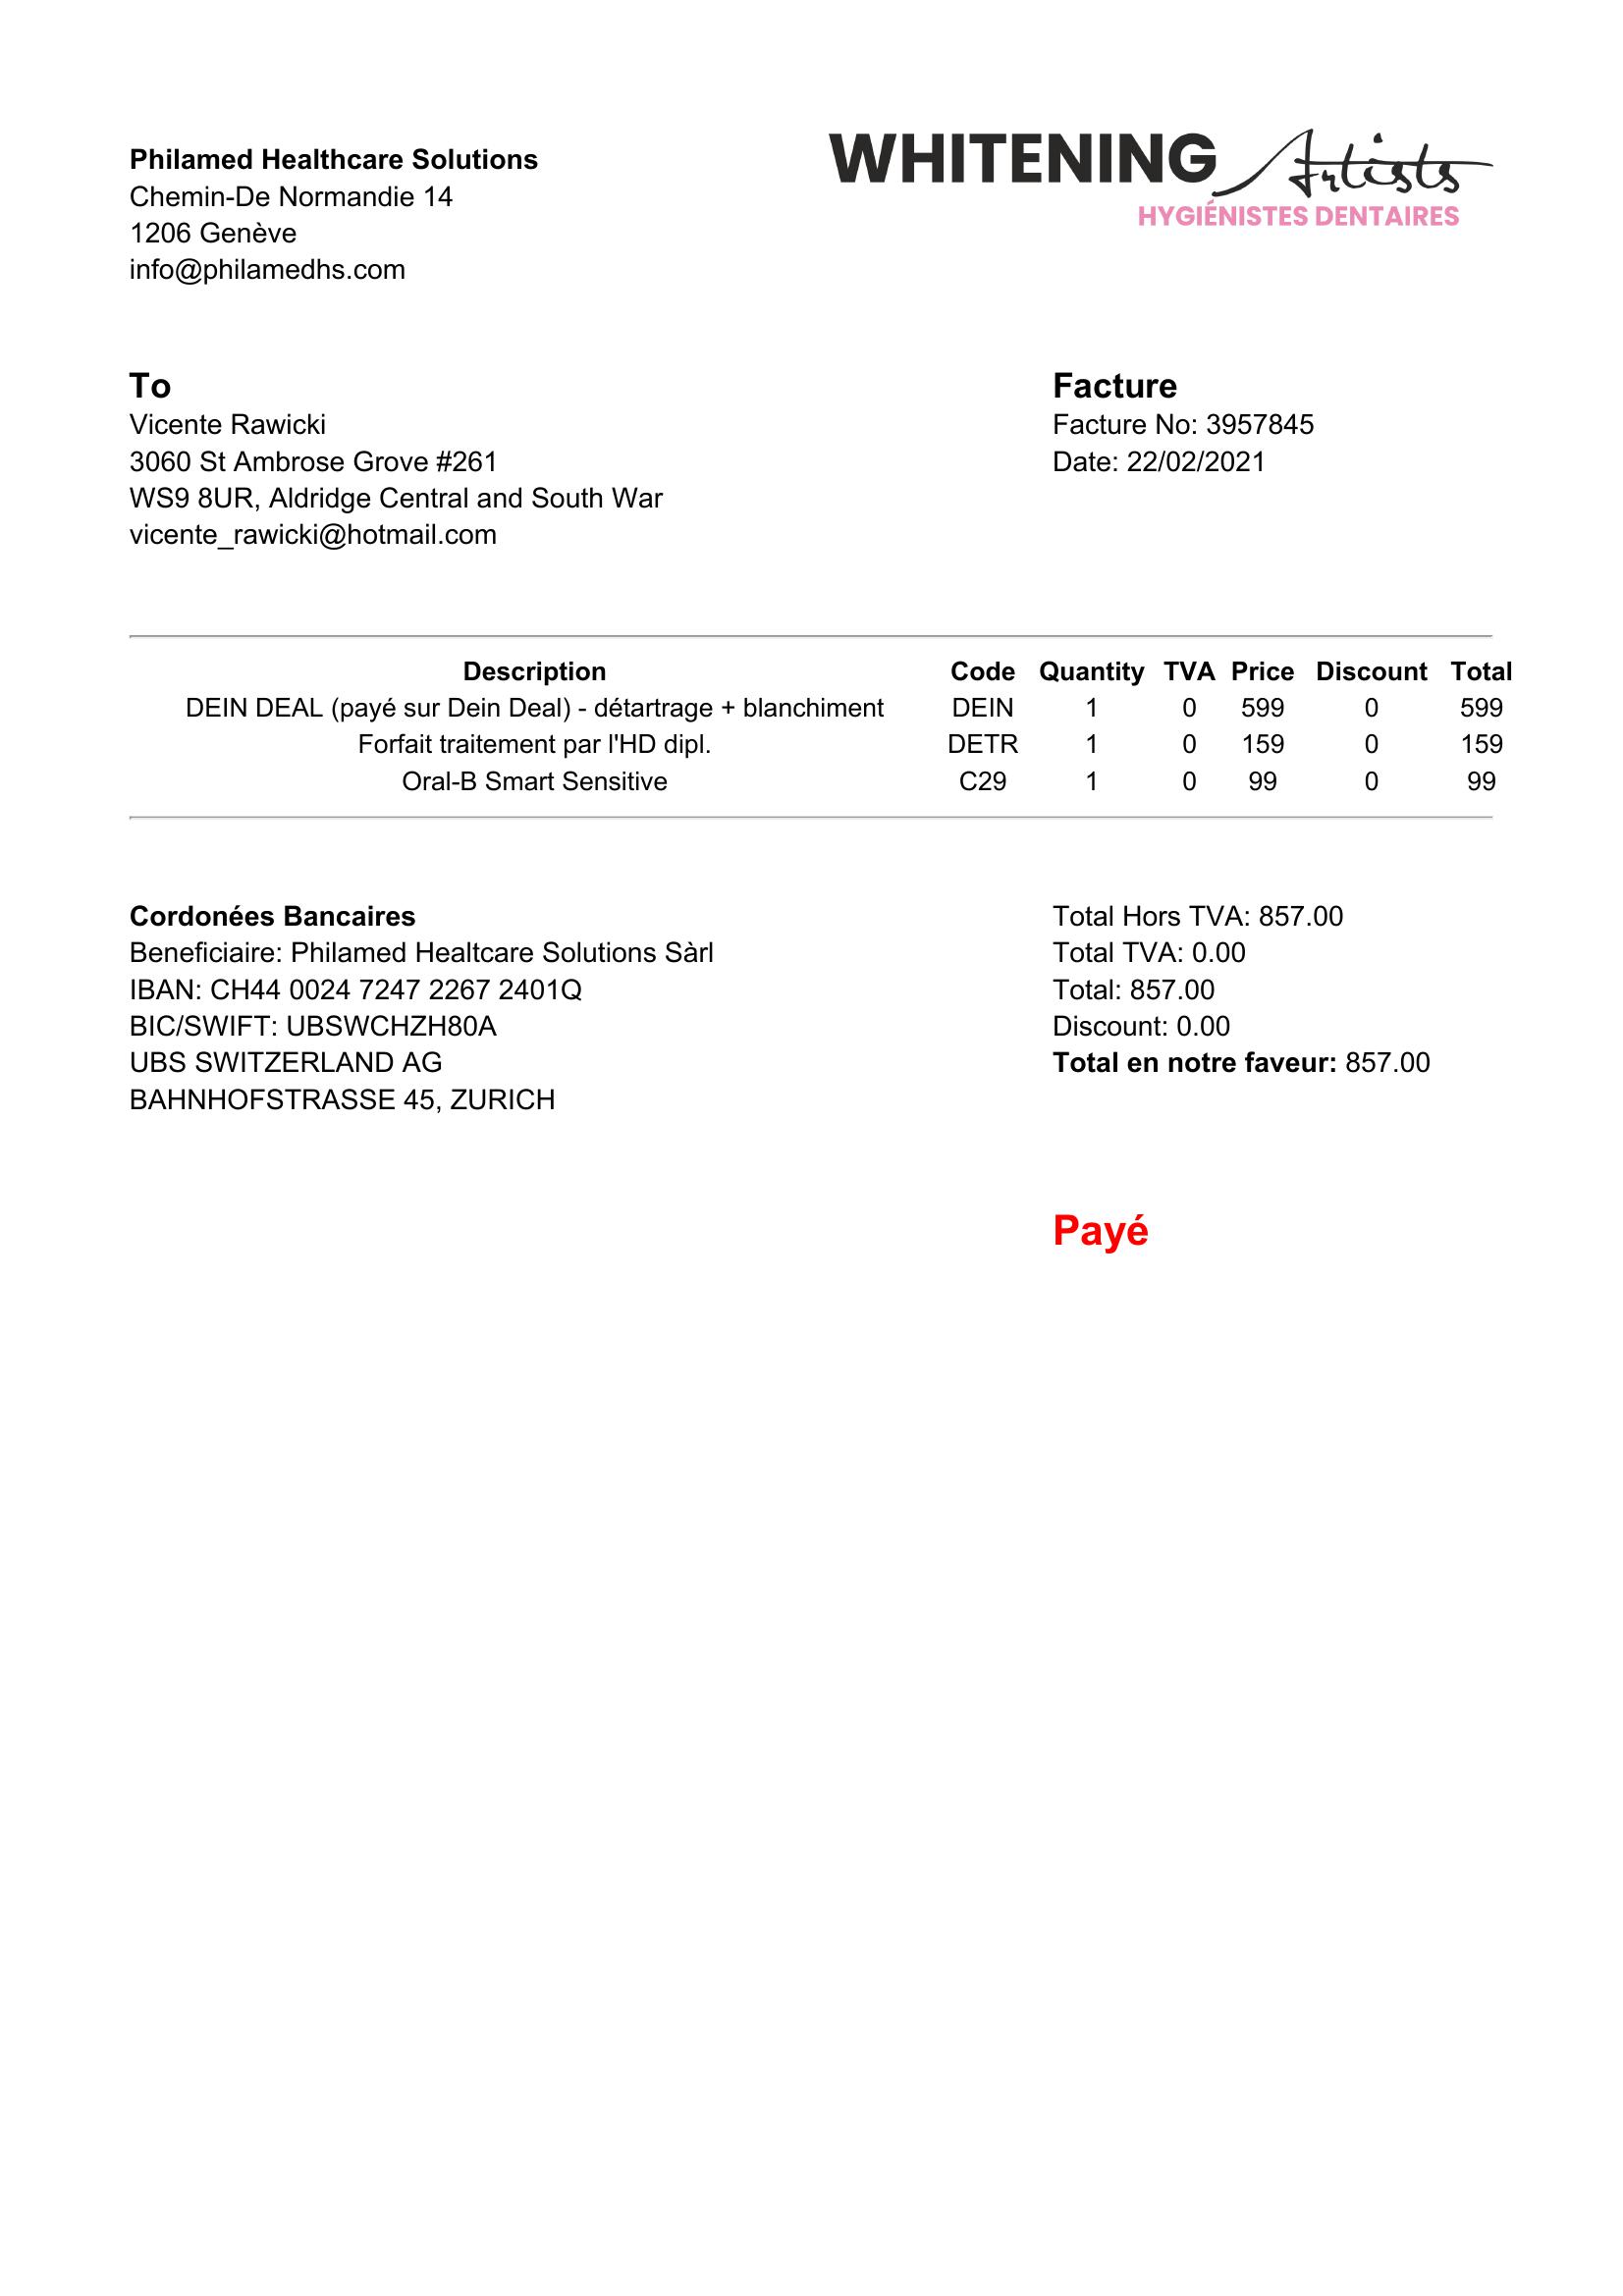 Philamed Healthcare Solutions
Chemin-De Normandie 14
1206 Genève
info@philamedhs.com
WHITENING Artists
HYGIÉNISTES DENTAIRES
To
Vicente Rawicki
3060 St Ambrose Grove #261
WS9 8UR, Aldridge Central and South War
vicente_rawicki@hotmail.com
Facture
Facture No: 3957845
Date: 22/02/2021
Description Code Quantity TVA Price Discount Total
DEIN DEAL (payé sur Dein Deal) - détartrage + blanchiment DEIN 1 0 599 0 599
Forfait traitement par l'HD dipl. DETR 1 0 159 0 159
Oral-B Smart Sensitive C29 1 0 99 0 99
Cordonées Bancaires
Beneficiaire: Philamed Healtcare Solutions Sàrl
IBAN: CH44 0024 7247 2267 2401Q
BIC/SWIFT: UBSWCHZH80A
UBS SWITZERLAND AG
BAHNHOFSTRASSE 45, ZURICH
Total Hors TVA: 857.00
Total TVA: 0.00
Total: 857.00
Discount: 0.00
Total en notre faveur: 857.00
Payé